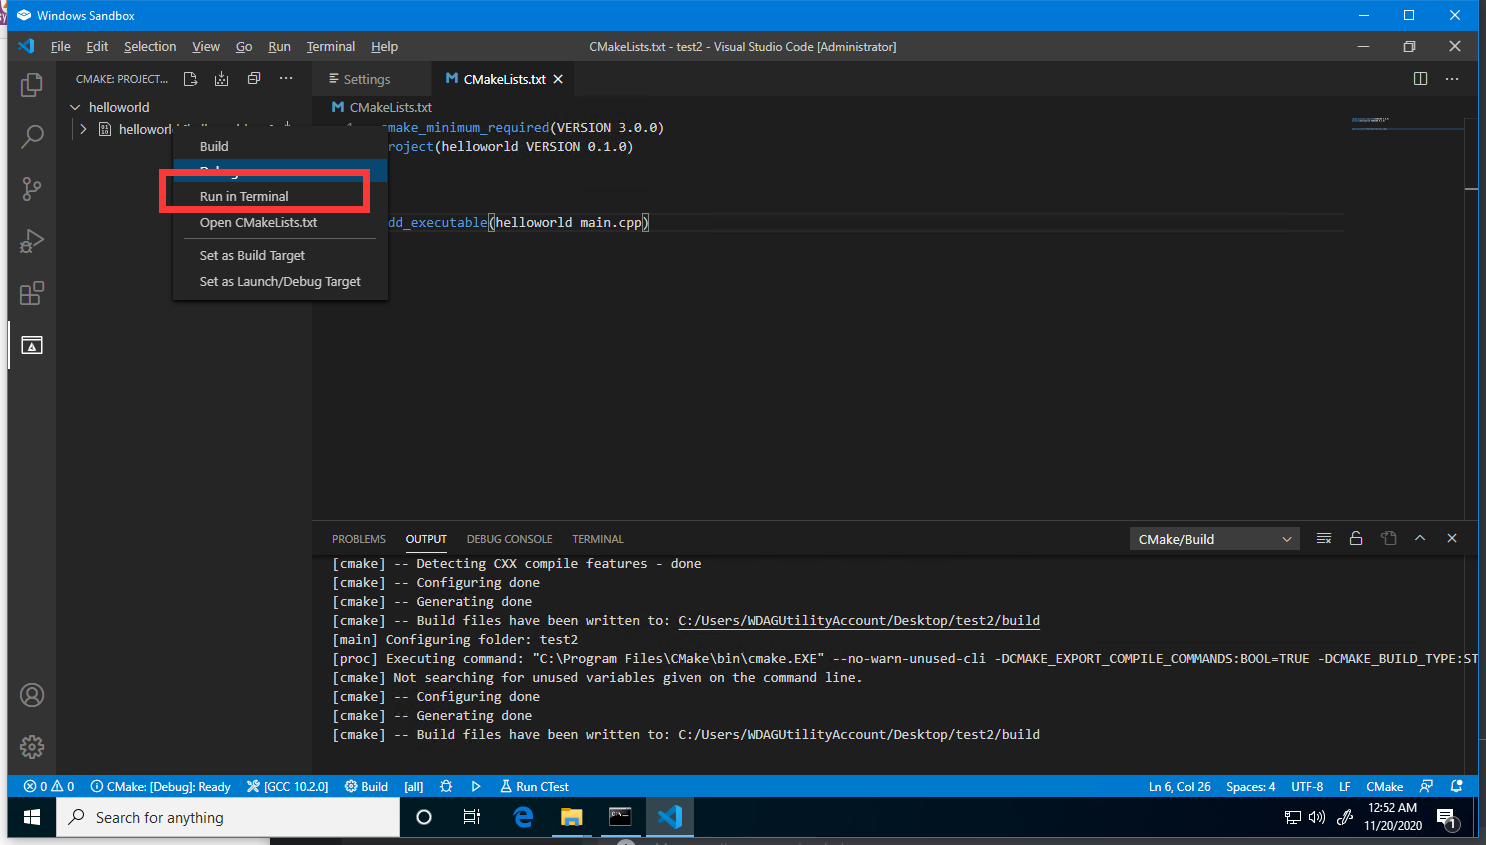 Windows Sandbox
File Edit Selection View Go Run Terminal Help
CMakeLists.txt - test2 - Visual Studio Code [Administrator]
CMAKE: PROJECT...
Settings
CMakeLists.txt
helloworld
CMakeLists.txt
make_minimum_required(VERSION 3.0.0)
roject(helloworld VERSION 0.1.0)
dd_executable(helloworld main.cpp)
Build
Run in Terminal
Open CMakeLists.txt
Set as Build Target
Set as Launch/Debug Target
PROBLEMS OUTPUT DEBUG CONSOLE TERMINAL
CMake/Build
[cmake] -- Detecting CXX compile features - done
[cmake] -- Configuring done
[cmake] -- Generating done
[cmake] -- Build files have been written to: C:/Users/WDAGUtilityAccount/Desktop/test2/build
[main] Configuring folder: test2
[proc] Executing command: "C:\Program Files\CMake\bin\cmake.EXE" --no-warn-unused-cli -DCMAKE_EXPORT_COMPILE_COMMANDS:BOOL=TRUE -DCMAKE_BUILD_TYPE:ST
[cmake] Not searching for unused variables given on the command line.
[cmake] -- Configuring done
[cmake] -- Generating done
[cmake] -- Build files have been written to: C:/Users/WDAGUtilityAccount/Desktop/test2/build
0 0 CMake: [Debug]: Ready [GCC 10.2.0] Build [all] Run CTest
Ln 6, Col 26 Spaces: 4 UTF-8 LF CMake
Search for anything
12:52 AM
11/20/2020
1